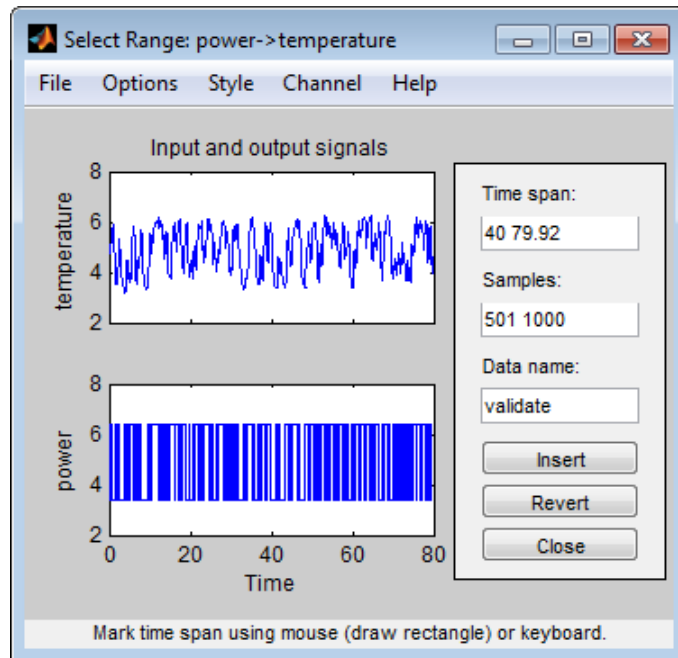 Select Range: power->temperature
File Options Style Channel Help
Input and output signals
8
6
4
2
temperature
8
6
4
2
power
0 20 40 60 80
Time
Time span:
40 79.92
Samples:
501 1000
Data name:
validate
Insert
Revert
Close
Mark time span using mouse (draw rectangle) or keyboard.